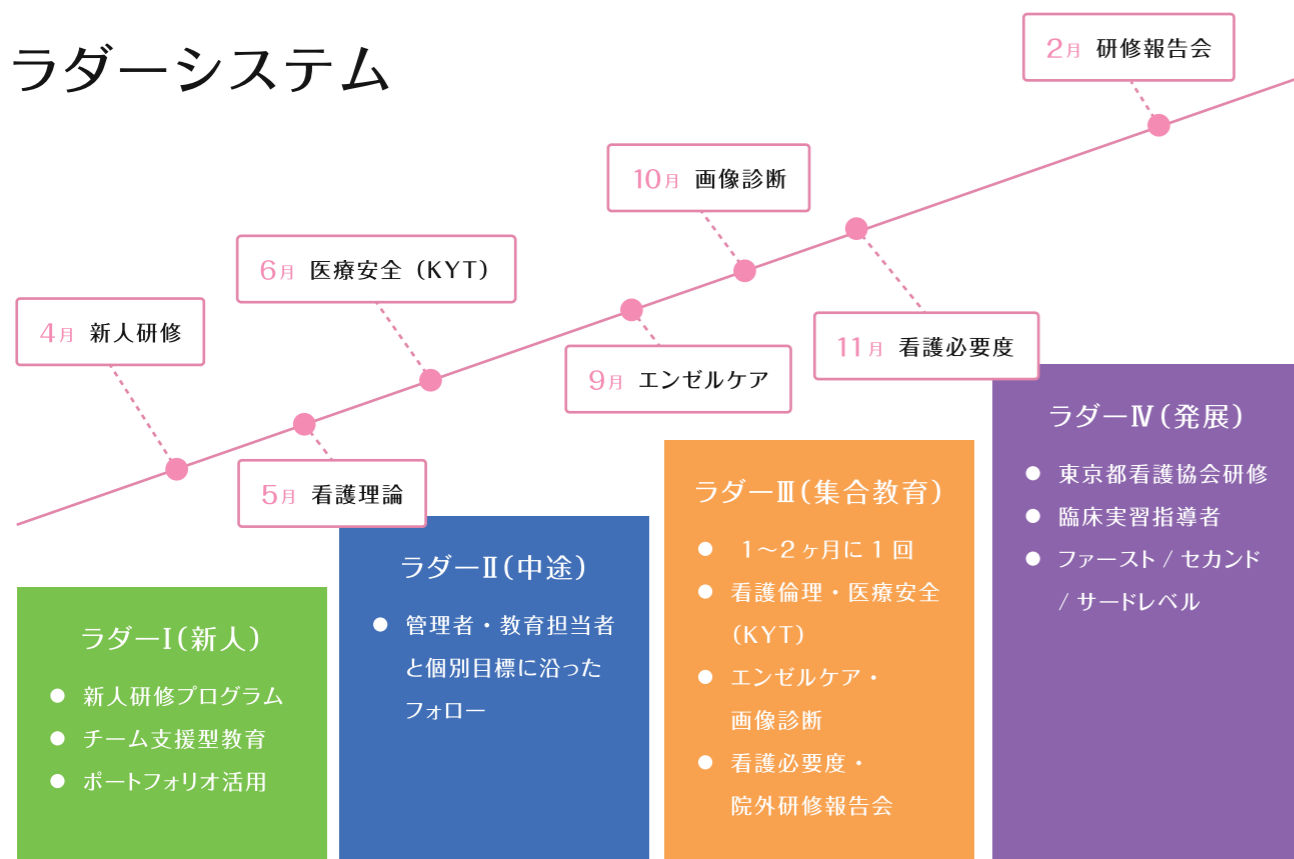 ラダーシステム
2月 研修報告会
10月 画像診断
6月 医療安全（KYT）
4月 新人研修
11月 看護必要度
9月 エンゼルケア
5月 看護理論
ラダーⅠ（新人）
● 新人研修プログラム
● チーム支援型教育
● ポートフォリオ活用
ラダーⅡ（中途）
● 管理者・教育担当者
と個別目標に沿った
フォロー
ラダーⅢ（集合教育）
● 1〜2ヶ月に1回
● 看護倫理・医療安全
（KYT）
● エンゼルケア・
画像診断
● 看護必要度・
院外研修報告会
ラダーⅣ（発展）
● 東京都看護協会研修
● 臨床実習指導者
● ファースト / セカンド
/ サードレベル